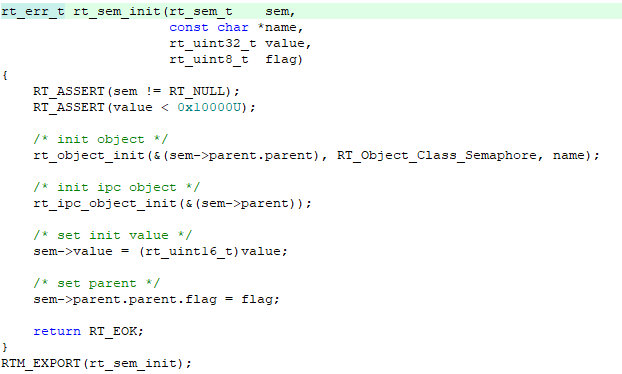 rt_err_t rt_sem_init(rt_sem_t    sem,
                     const char *name,
                     rt_uint32_t value,
                     rt_uint8_t  flag)
{
    RT_ASSERT(sem != RT_NULL);
    RT_ASSERT(value < 0x10000U);
    /* init object */
    rt_object_init(&(sem->parent.parent), RT_Object_Class_Semaphore, name);
    /* init ipc object */
    rt_ipc_object_init(&(sem->parent));
    /* set init value */
    sem->value = (rt_uint16_t)value;
    /* set parent */
    sem->parent.parent.flag = flag;
    return RT_EOK;
}
RTM_EXPORT(rt_sem_init);